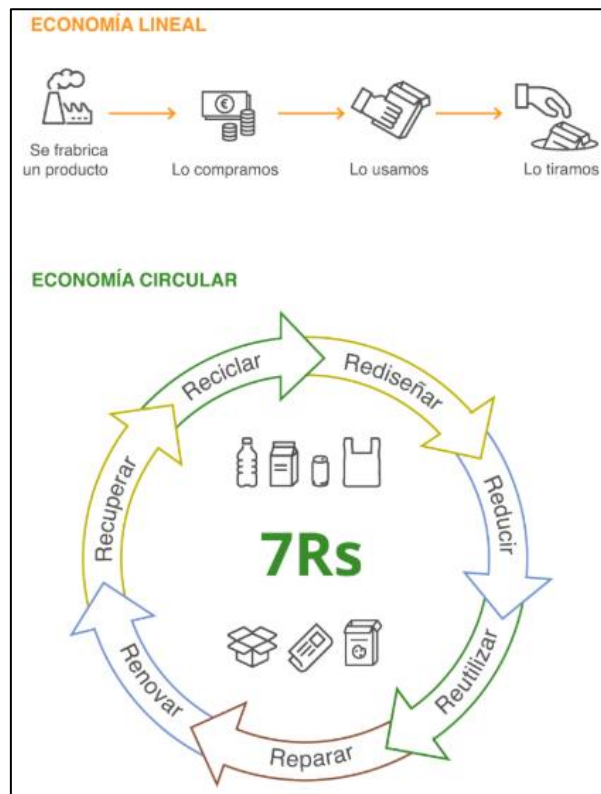 ECONOMÍA LINEAL
Se frabrica
un producto
Lo compramos
Lo usamos
Lo tiramos
ECONOMÍA CIRCULAR
Rediseñar
Reducir
Reutilizar
Reparar
Renovar
Recuperar
Reciclar
7Rs